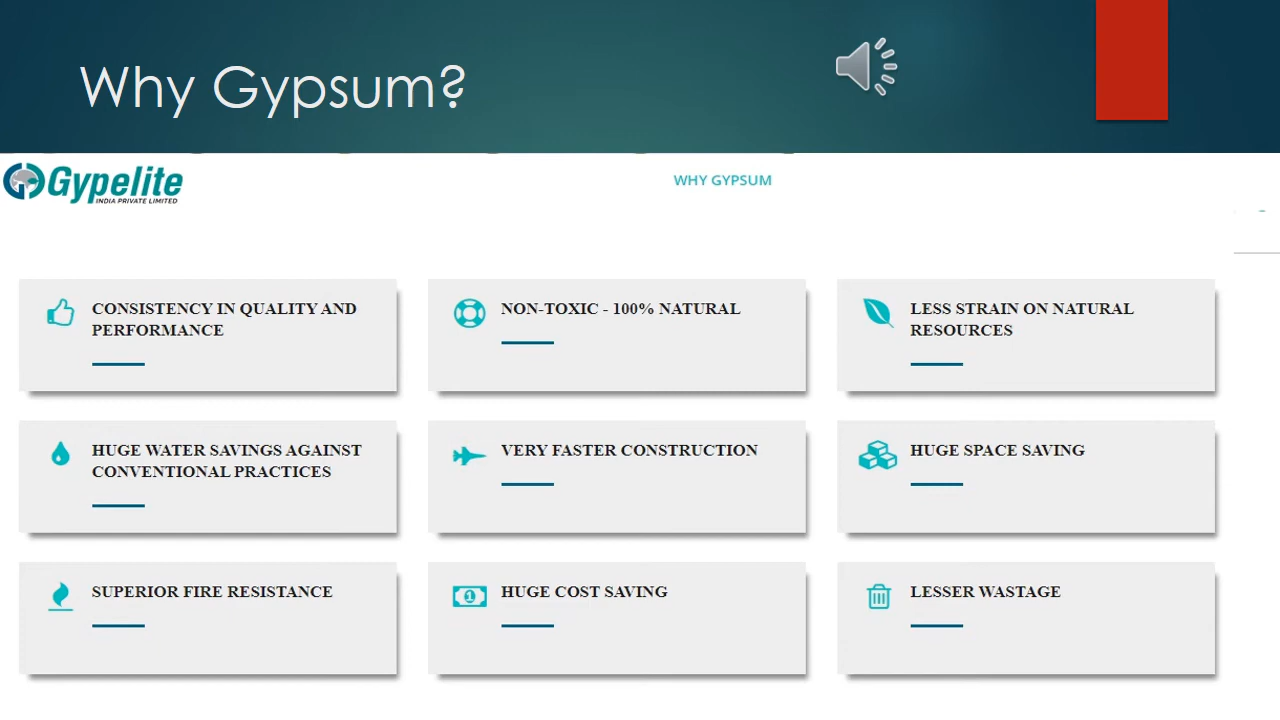 Why Gypsum?
Gypelite
INDIA PRIVATE LIMITED
WHY GYPSUM
CONSISTENCY IN QUALITY AND
PERFORMANCE
NON-TOXIC - 100% NATURAL
LESS STRAIN ON NATURAL
RESOURCES
HUGE WATER SAVINGS AGAINST
CONVENTIONAL PRACTICES
VERY FASTER CONSTRUCTION
HUGE SPACE SAVING
SUPERIOR FIRE RESISTANCE
1
HUGE COST SAVING
LESSER WASTAGE